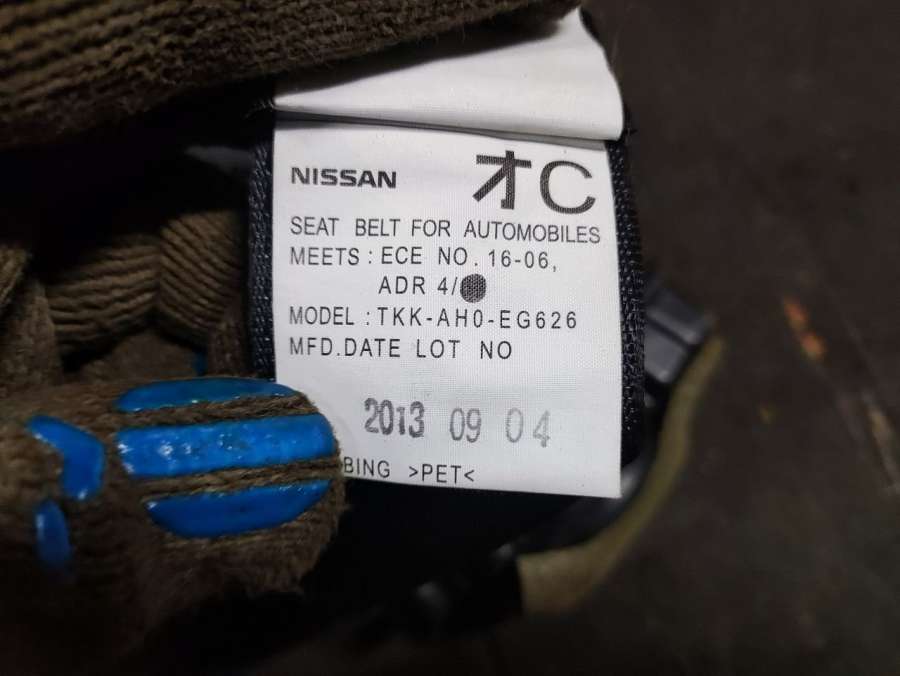 NISSAN オC
SEAT BELT FOR AUTOMOBILES
MEETS : ECE NO. 16-06,
ADR 4/
MODEL : TKK-AH0-EG626
MFD.DATE LOT NO
2013 09 04
BING >PET<